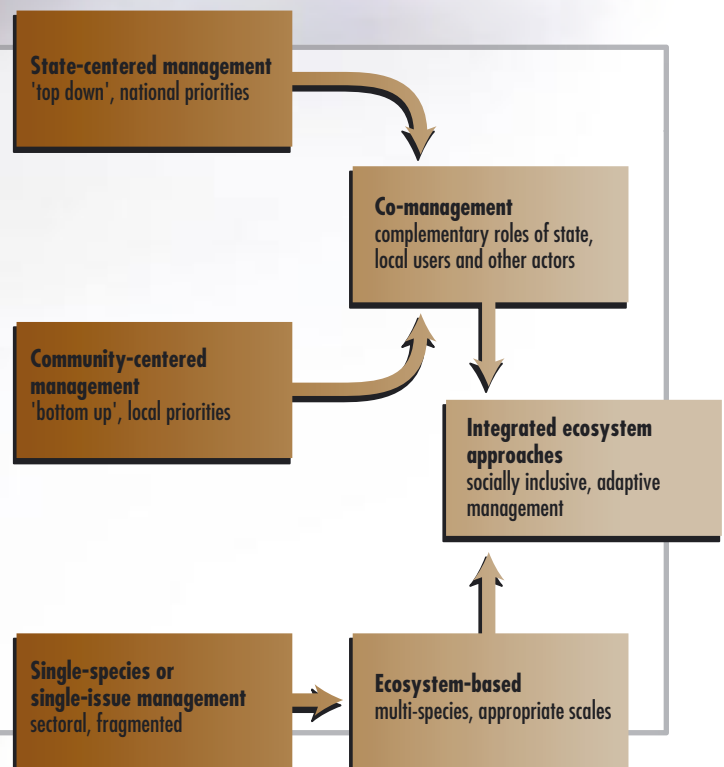 State-centered management
'top down', national priorities
Co-management
complementary roles of state,
local users and other actors
Community-centered
management
'bottom up', local priorities
Integrated ecosystem
approaches
socially inclusive, adaptive
management
Single-species or
single-issue management
sectoral, fragmented
Ecosystem-based
multi-species, appropriate scales